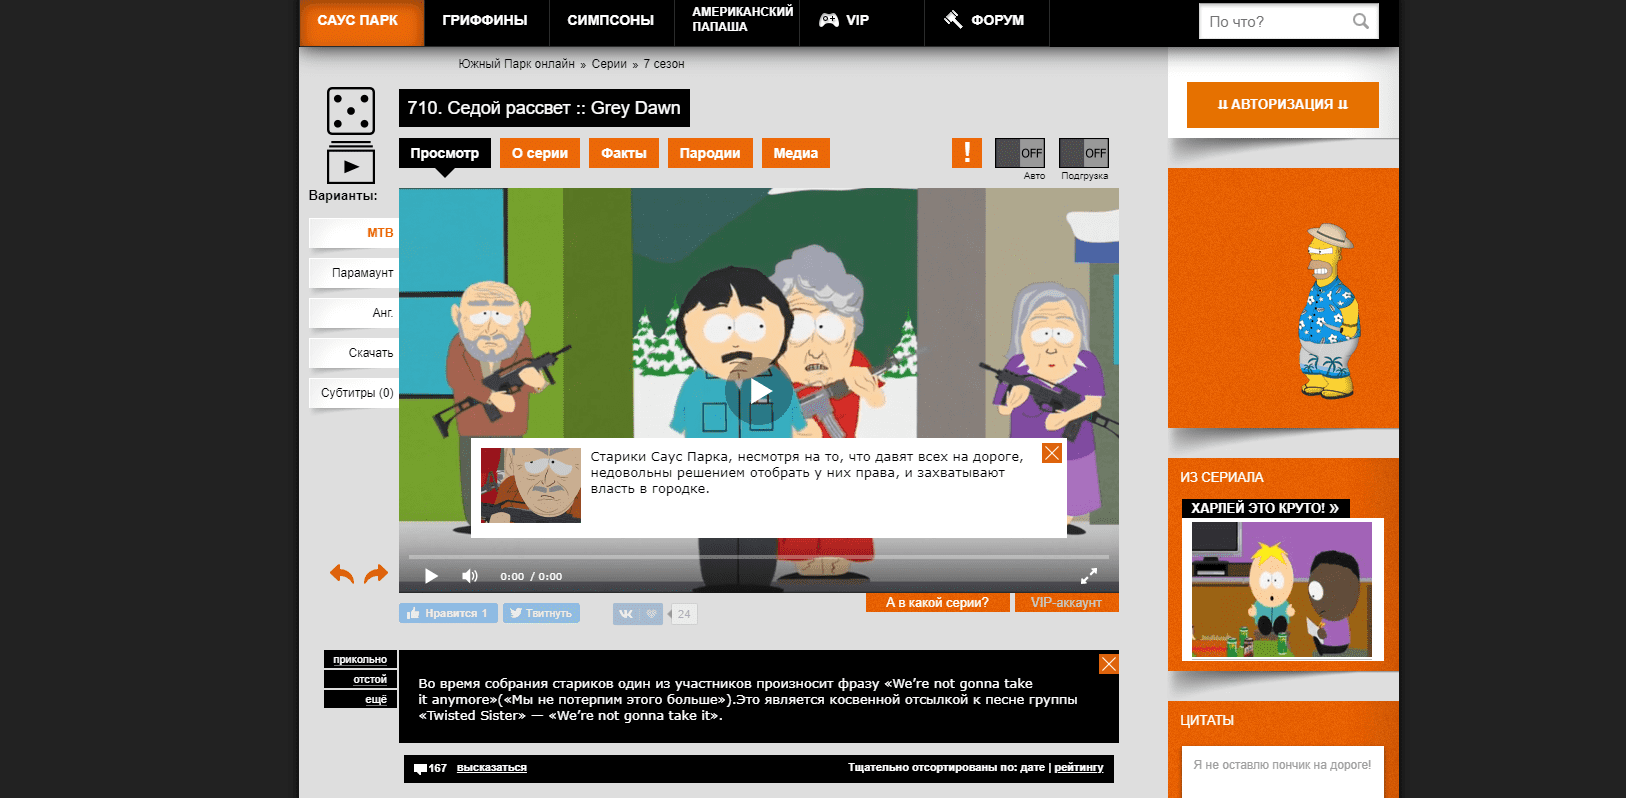 САУС ПАРК
ГРИФФИНЫ
СИМПСОНЫ
АМЕРИКАНСКИЙ
ПАПАША
VIP
ФОРУМ
По что?
Южный Парк онлайн » Серии » 7 сезон
АВТОРИЗАЦИЯ
710. Седой рассвет :: Grey Dawn
Просмотр
О серии
Факты
Пародии
Медиа
!
OFF
OFF
Авто
Подгрузка
Варианты:
МТВ
Парамаунт
Анг.
Скачать
Субтитры (0)
Старики Саус Парка, несмотря на то, что давят всех на дороге,
недовольны решением отобрать у них права, и захватывают
власть в городке.
0:00 / 0:00
А в какой серии?
VIP-аккаунт
Нравится 1
Твитнуть
24
прикольно
отстой
ещё
Во время собрания стариков один из участников произносит фразу «We’re not gonna take
it anymore»(«Мы не потерпим этого больше»).Это является косвенной отсылкой к песне группы
«Twisted Sister» — «We’re not gonna take it».
167 высказаться
Тщательно отсортированы по: дате | рейтингу
ИЗ СЕРИАЛА
ХАРЛЕЙ ЭТО КРУТО! »
ЦИТАТЫ
Я не оставлю пончик на дороге!